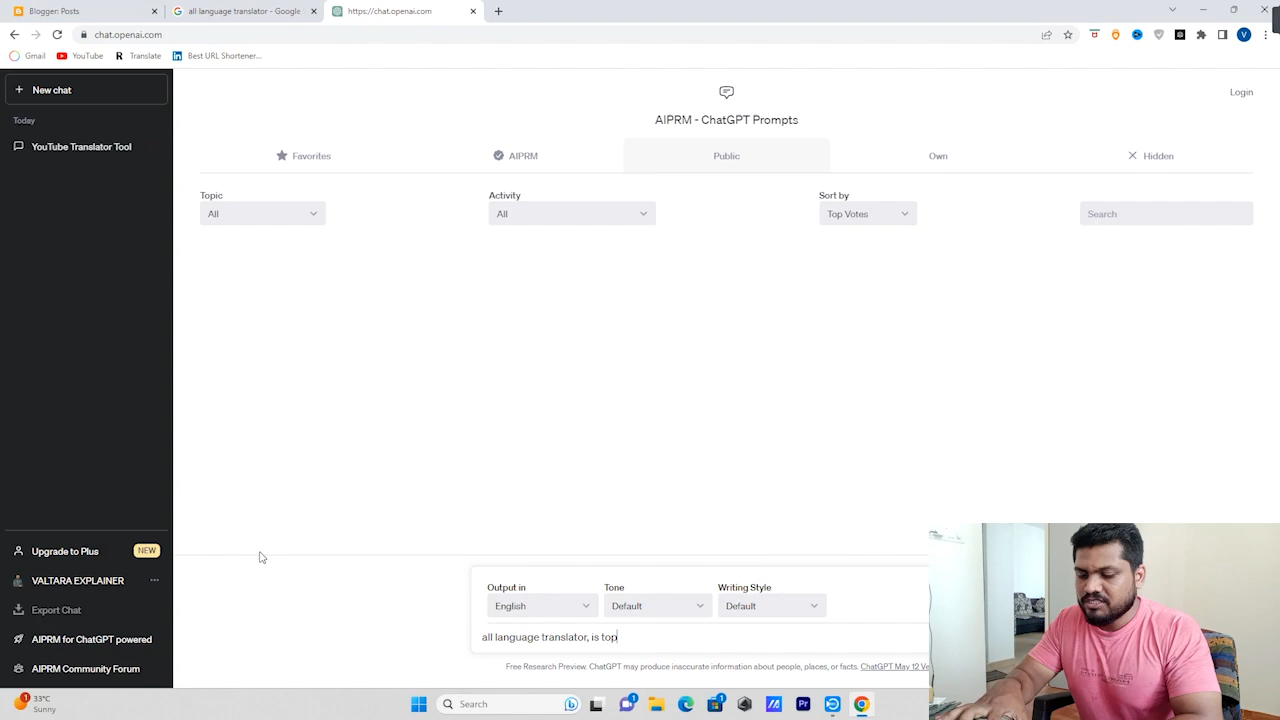 Blogger: Posts
all language translator - Google
https://chat.openai.com
chat.openai.com
Gmail
YouTube
Translate
Best URL Shortener...
New chat
Today
YouTube Translator Tool
Login
AIPRM - ChatGPT Prompts
Favorites
AIPRM
Public
Own
Hidden
Topic
Activity
Sort by
All
All
Top Votes
Search
Upgrade to Plus
NEW
VALTARA EXPLAINER
Export Chat
AIPRM for ChatGPT powered
AIPRM Community Forum
Output in
Tone
Writing Style
English
Default
Default
all language translator, is top
Free Research Preview. ChatGPT may produce inaccurate information about people, places, or facts. ChatGPT May 12 Ve
33°C
Sunny
Search